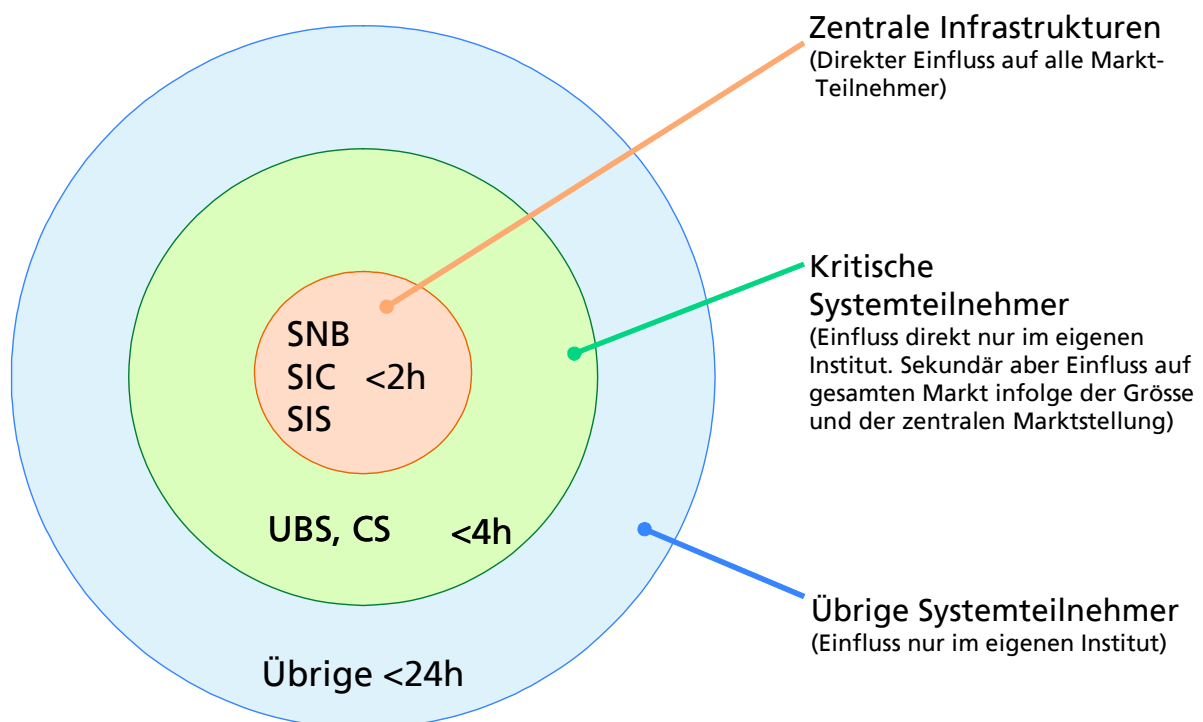 Zentrale Infrastrukturen
(Direkter Einfluss auf alle Markt-
Teilnehmer)
Kritische
Systemteilnehmer
(Einfluss direkt nur im eigenen
Institut. Sekundär aber Einfluss auf
gesamten Markt infolge der Grösse
und der zentralen Marktstellung)
SNB
SIC <2h
SIS
UBS, CS <4h
Übrige Systemteilnehmer
(Einfluss nur im eigenen Institut)
Übrige <24h